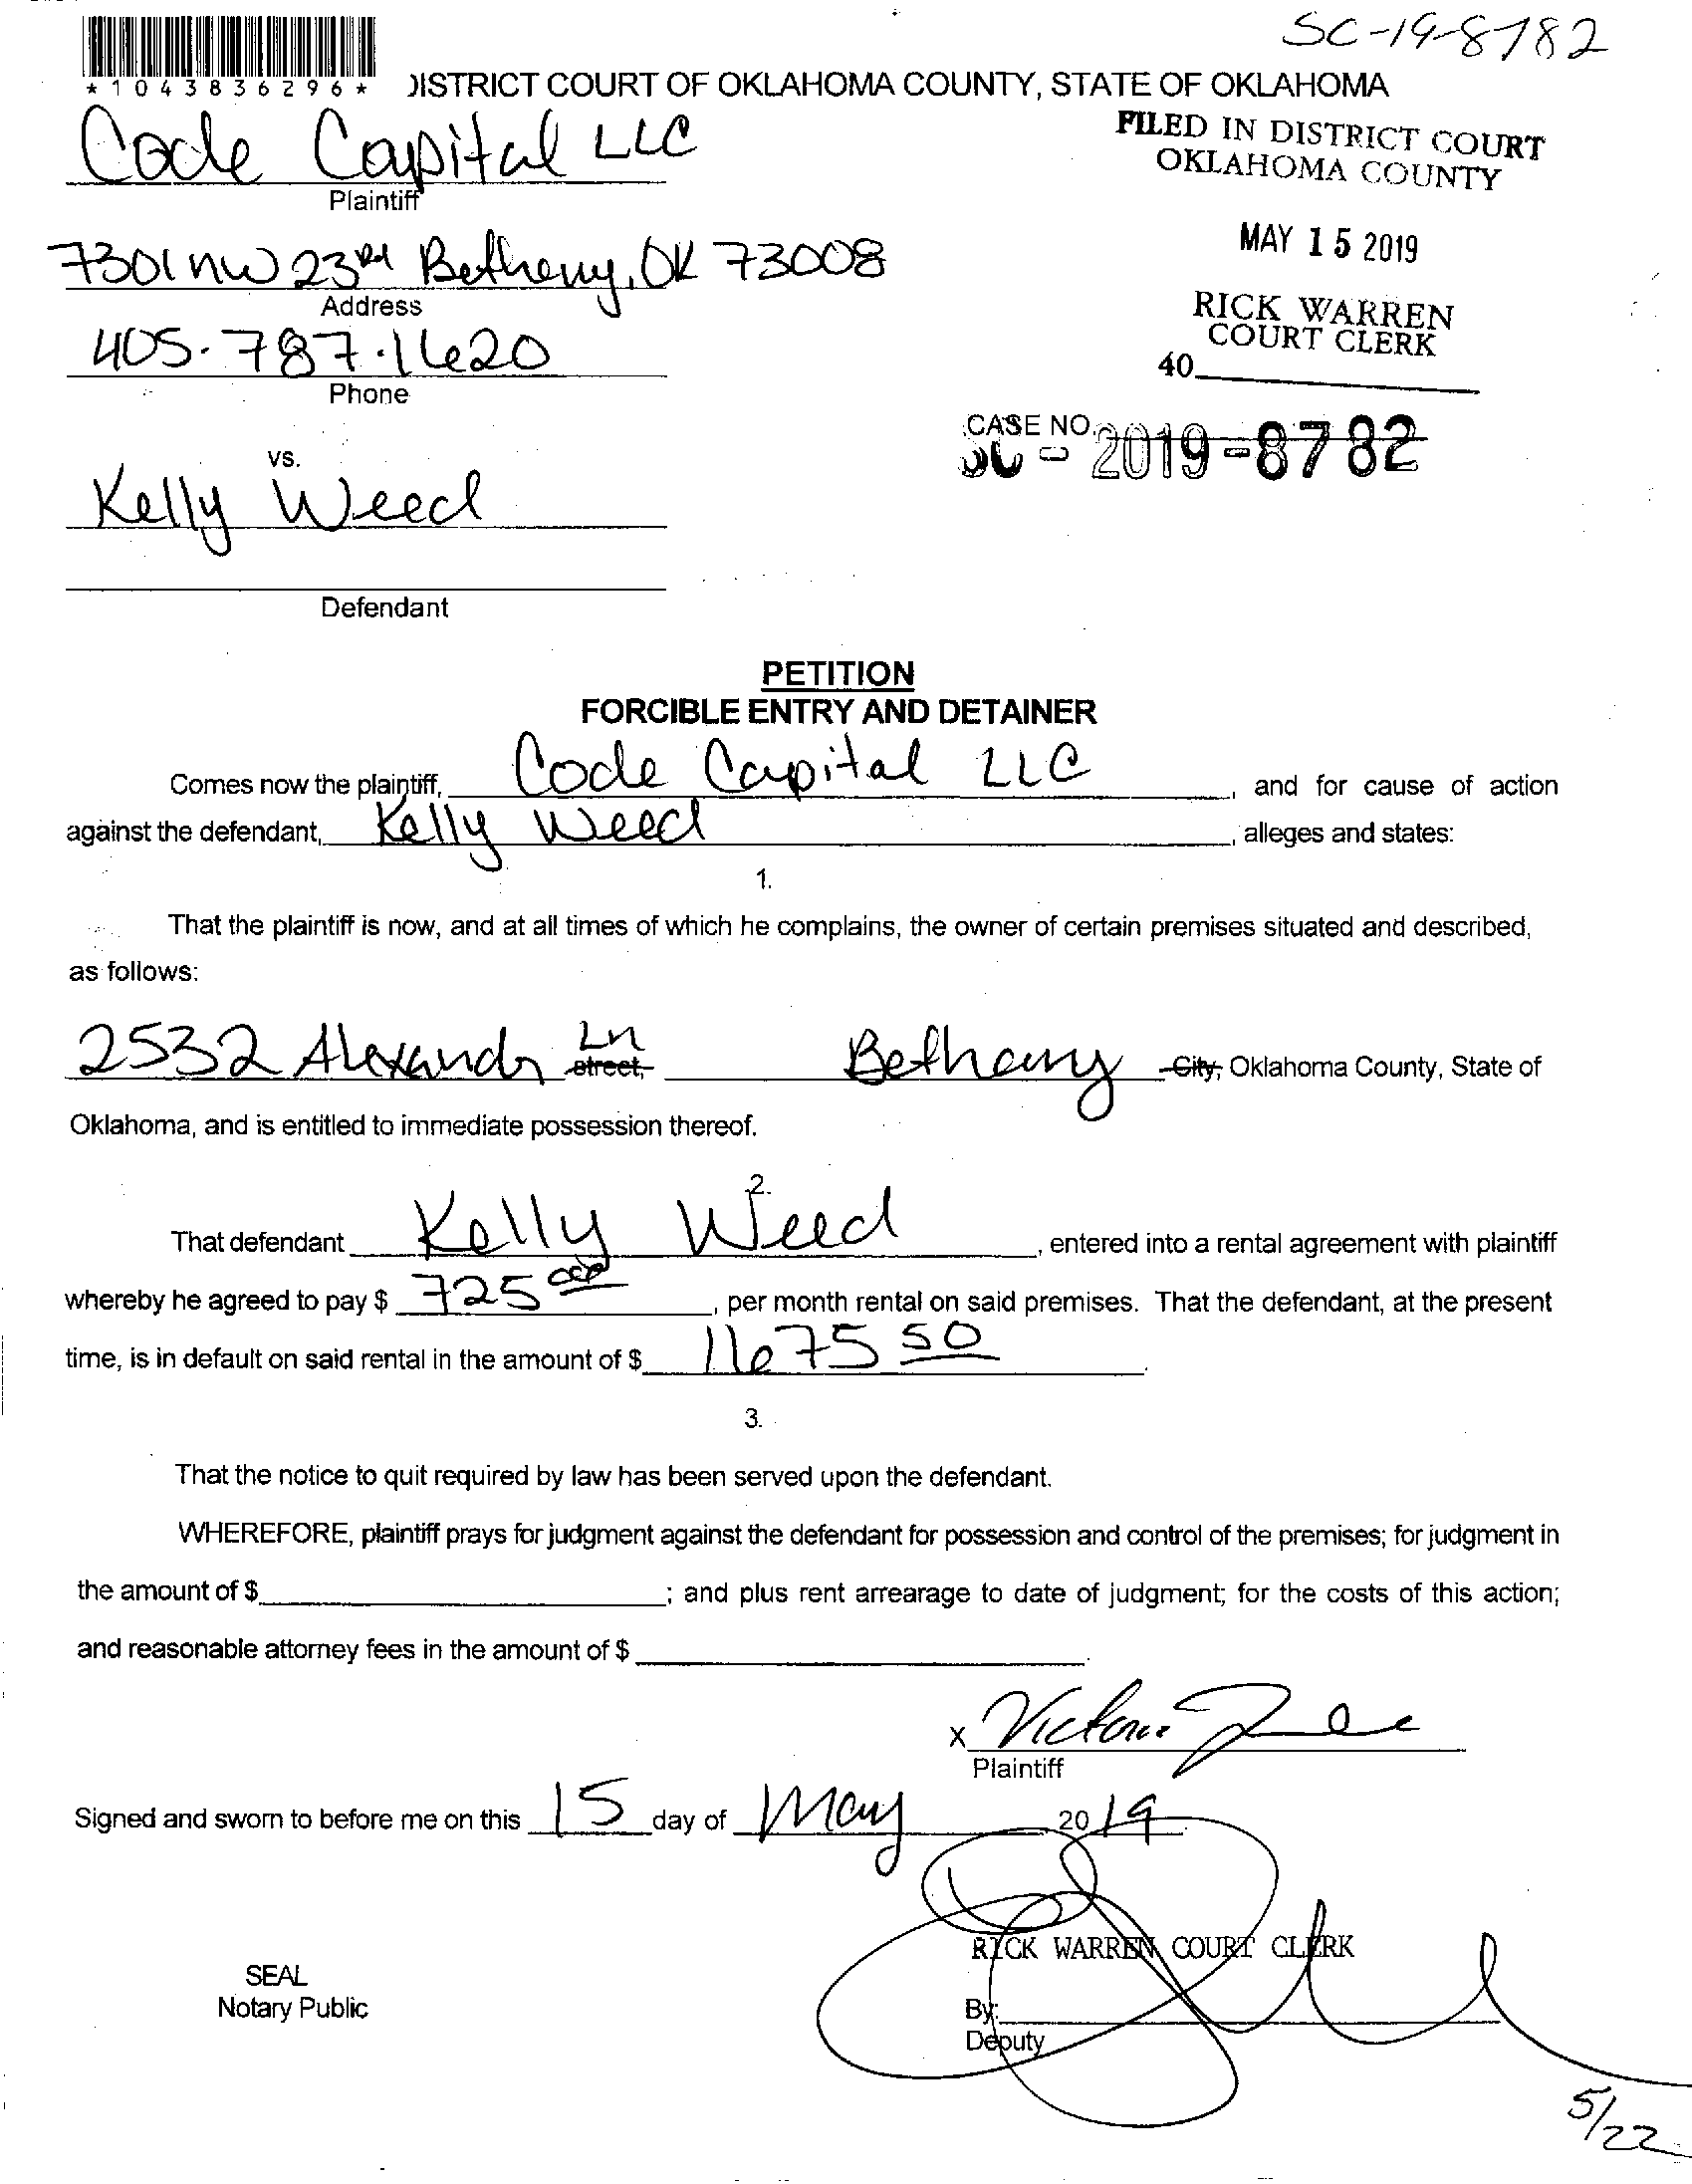 SC-19-8782
*1043836296*
DISTRICT COURT OF OKLAHOMA COUNTY, STATE OF OKLAHOMA
Code Capital LLC
Plaintiff
FILED IN DISTRICT COURT
OKLAHOMA COUNTY
7301 NW 23rd Bethany, OK 73008
Address
MAY 15 2019
405-787-1620
Phone
RICK WARREN
COURT CLERK
40
CASE NO.
SC - 2019-8782
vs.
Kelly Weed
Defendant
PETITION
FORCIBLE ENTRY AND DETAINER
Comes now the plaintiff, Code Capital LLC, and for cause of action
against the defendant, Kelly Weed, alleges and states:
1.
That the plaintiff is now, and at all times of which he complains, the owner of certain premises situated and described,
as follows:
2532 Alexandr Ln street, Bethany City, Oklahoma County, State of
Oklahoma, and is entitled to immediate possession thereof.
2.
That defendant Kelly Weed, entered into a rental agreement with plaintiff
whereby he agreed to pay $ 725, per month rental on said premises. That the defendant, at the present
time, is in default on said rental in the amount of $ 1675 50.
3.
That the notice to quit required by law has been served upon the defendant.
WHEREFORE, plaintiff prays for judgment against the defendant for possession and control of the premises; for judgment in
the amount of $ ; and plus rent arrearage to date of judgment; for the costs of this action;
and reasonable attorney fees in the amount of $ .
x
Plaintiff
Signed and sworn to before me on this 15 day of May 2019
RICK WARREN COURT CLERK
SEAL
Notary Public
By:
Deputy
5/22